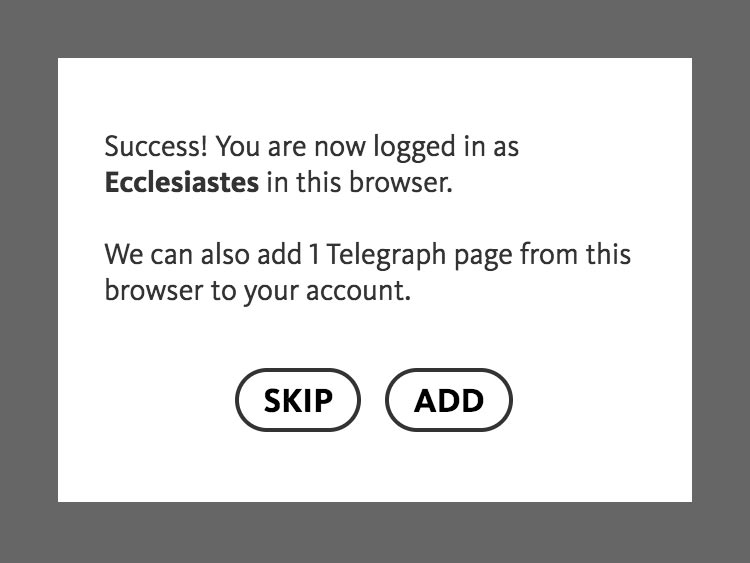 Success! You are now logged in as
Ecclesiastes in this browser.
We can also add 1 Telegraph page from this
browser to your account.
SKIP ADD